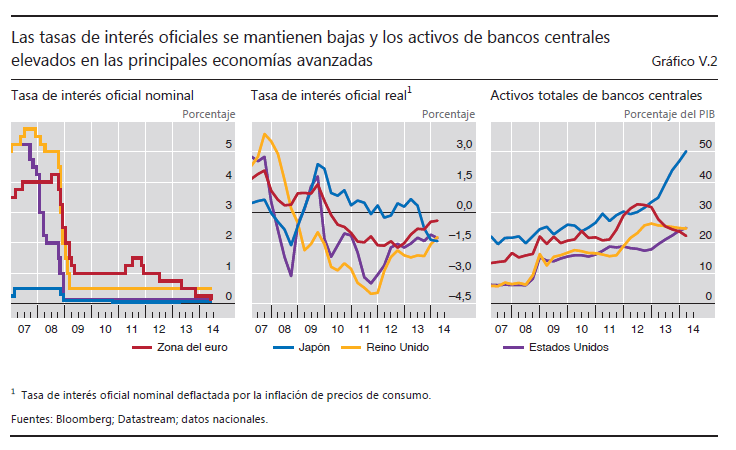 Las tasas de interés oficiales se mantienen bajas y los activos de bancos centrales
elevados en las principales economías avanzadas
Gráfico V.2
Tasa de interés oficial nominal
Porcentaje
5
4
3
2
1
0
07 08 09 10 11 12 13 14
Tasa de interés oficial real1
Porcentaje
3,0
1,5
0,0
–1,5
–3,0
–4,5
07 08 09 10 11 12 13 14
Activos totales de bancos centrales
Porcentaje del PIB
50
40
30
20
10
0
07 08 09 10 11 12 13 14
Zona del euro Japón Reino Unido Estados Unidos
1 Tasa de interés oficial nominal deflactada por la inflación de precios de consumo.
Fuentes: Bloomberg; Datastream; datos nacionales.